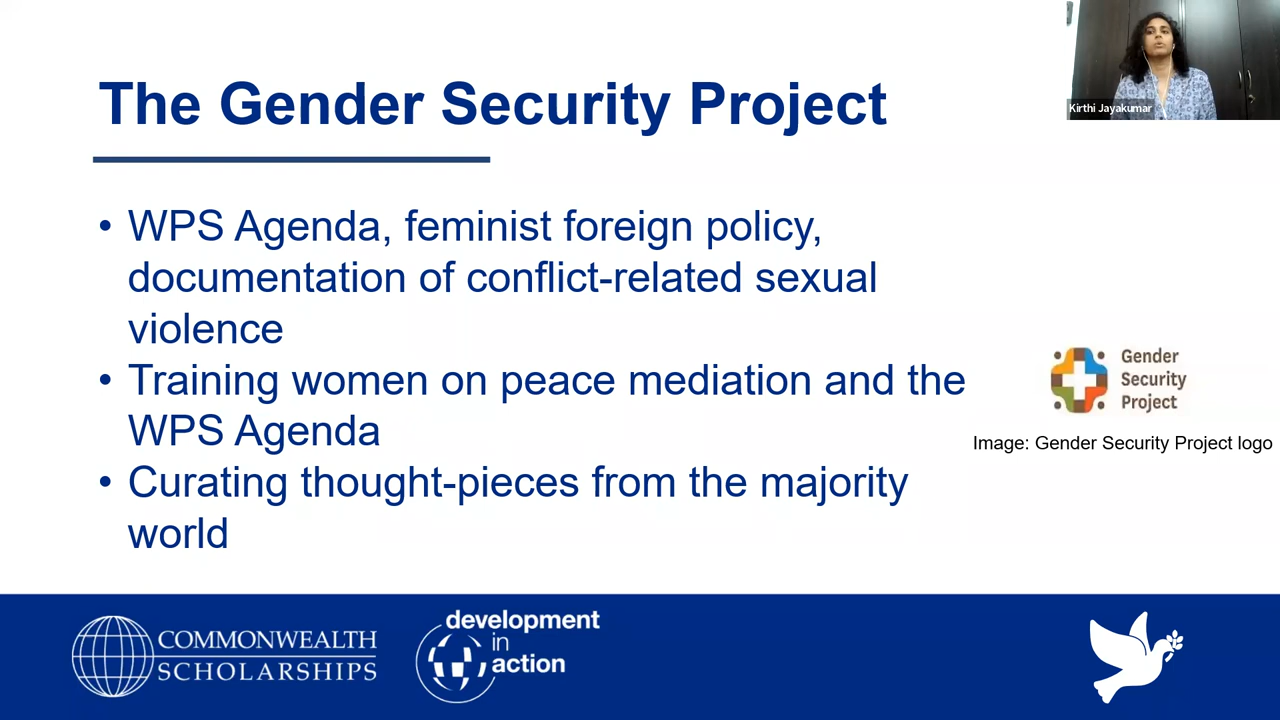 The Gender Security Project
Kirthi Jayakumar
• WPS Agenda, feminist foreign policy,
documentation of conflict-related sexual
violence
• Training women on peace mediation and the
WPS Agenda
• Curating thought-pieces from the majority
world
Gender
Security
Project
Image: Gender Security Project logo
COMMONWEALTH
SCHOLARSHIPS
development
in
action